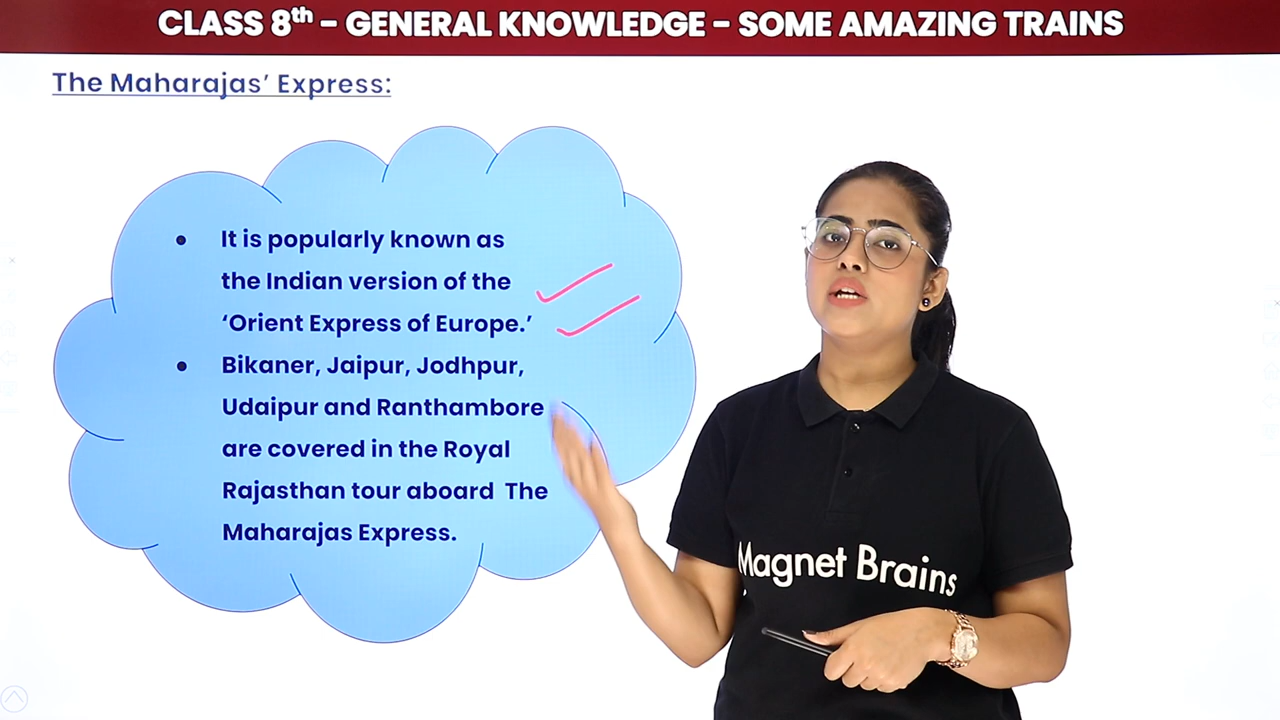 CLASS 8th – GENERAL KNOWLEDGE – SOME AMAZING TRAINS
The Maharajas’ Express:
• It is popularly known as
the Indian version of the
‘Orient Express of Europe.’
• Bikaner, Jaipur, Jodhpur,
Udaipur and Ranthambore
are covered in the Royal
Rajasthan tour aboard The
Maharajas Express.
Magnet Brains